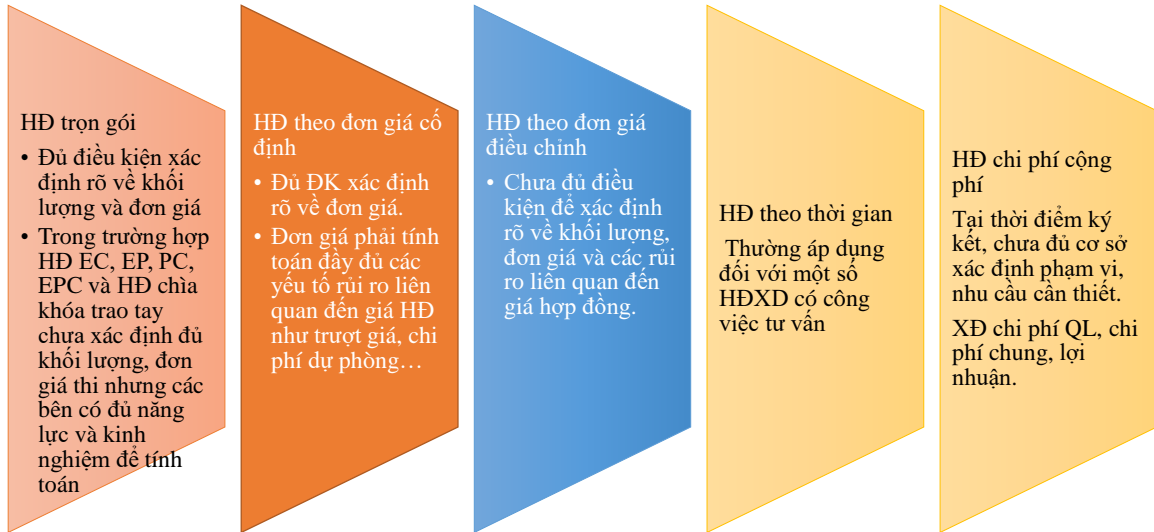 HĐ trọn gói
• Đủ điều kiện xác
định rõ về khối
lượng và đơn giá
• Trong trường hợp
HĐ EC, EP, PC,
EPC và HĐ chìa
khóa trao tay
chưa xác định đủ
khối lượng, đơn
giá thi nhưng các
bên có đủ năng
lực và kinh
nghiệm để tính
toán
HĐ theo đơn giá cố
định
• Đủ ĐK xác định
rõ về đơn giá.
• Đơn giá phải tính
toán đầy đủ các
yếu tố rủi ro liên
quan đến giá HĐ
như trượt giá, chi
phí dự phòng…
HĐ theo đơn giá
điều chỉnh
• Chưa đủ điều
kiện để xác định
rõ về khối lượng,
đơn giá và các rủi
ro liên quan đến
giá hợp đồng.
HĐ theo thời gian
Thường áp dụng
đối với một số
HĐXD có công
việc tư vấn
HĐ chi phí cộng
phí
Tại thời điểm ký
kết, chưa đủ cơ sở
xác định phạm vi,
nhu cầu cần thiết.
XĐ chi phí QL, chi
phí chung, lợi
nhuận.